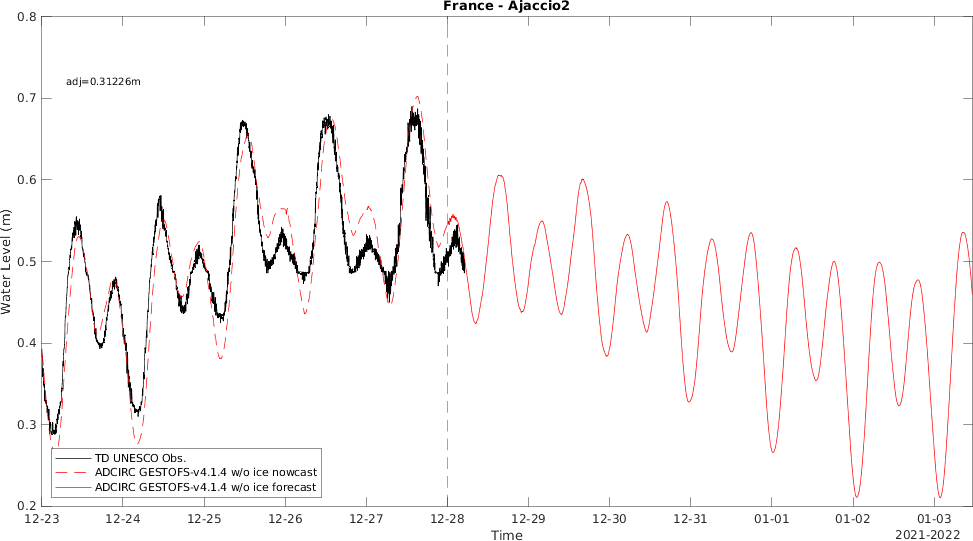 France - Ajaccio2
0.8
adj=0.31226m
0.7
0.6
0.5
0.4
0.3
0.2
Water Level (m)
TD UNESCO Obs.
ADCIRC GESTOFS-v4.1.4 w/o ice nowcast
ADCIRC GESTOFS-v4.1.4 w/o ice forecast
12-23 12-24 12-25 12-26 12-27 12-28 12-29 12-30 12-31 01-01 01-02 01-03
Time
2021-2022